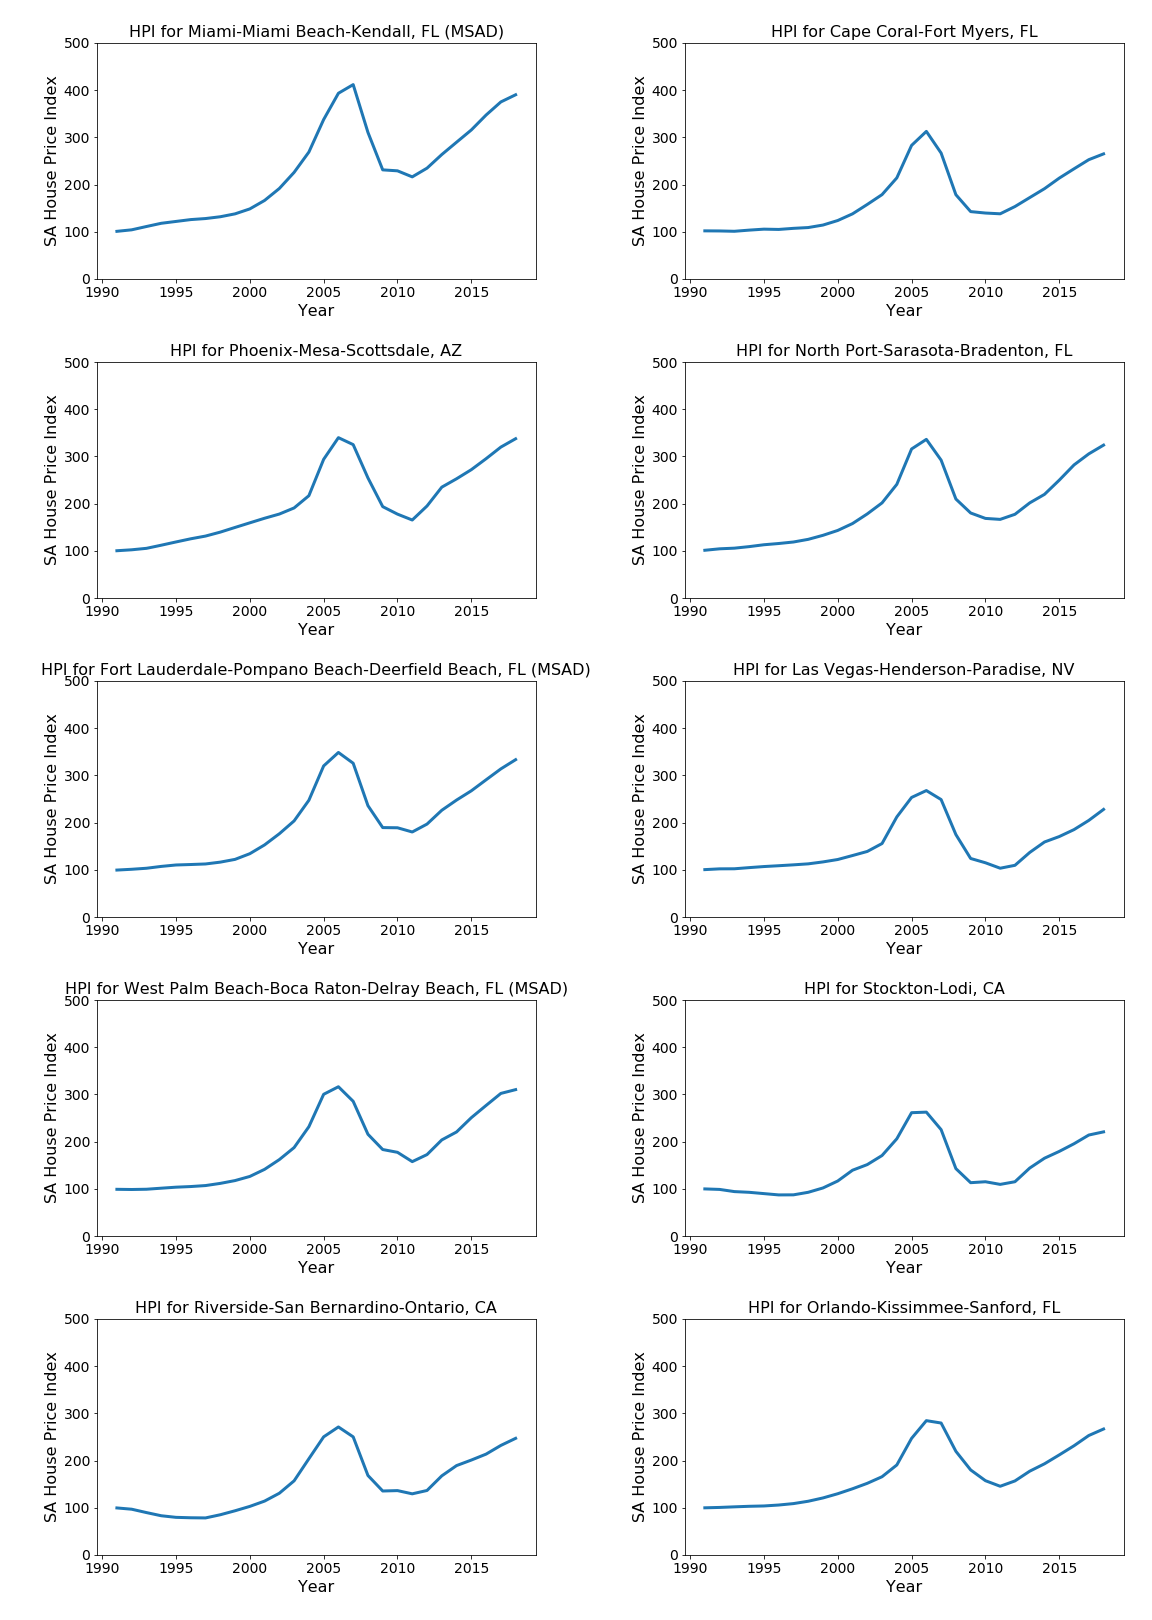 HPI for Miami-Miami Beach-Kendall, FL (MSAD)
500
400
300
200
100
0
SA House Price Index
1990 1995 2000 2005 2010 2015
Year
HPI for Cape Coral-Fort Myers, FL
500
400
300
200
100
0
SA House Price Index
1990 1995 2000 2005 2010 2015
Year
HPI for Phoenix-Mesa-Scottsdale, AZ
500
400
300
200
100
0
SA House Price Index
1990 1995 2000 2005 2010 2015
Year
HPI for North Port-Sarasota-Bradenton, FL
500
400
300
200
100
0
SA House Price Index
1990 1995 2000 2005 2010 2015
Year
HPI for Fort Lauderdale-Pompano Beach-Deerfield Beach, FL (MSAD)
500
400
300
200
100
0
SA House Price Index
1990 1995 2000 2005 2010 2015
Year
HPI for Las Vegas-Henderson-Paradise, NV
500
400
300
200
100
0
SA House Price Index
1990 1995 2000 2005 2010 2015
Year
HPI for West Palm Beach-Boca Raton-Delray Beach, FL (MSAD)
500
400
300
200
100
0
SA House Price Index
1990 1995 2000 2005 2010 2015
Year
HPI for Stockton-Lodi, CA
500
400
300
200
100
0
SA House Price Index
1990 1995 2000 2005 2010 2015
Year
HPI for Riverside-San Bernardino-Ontario, CA
500
400
300
200
100
0
SA House Price Index
1990 1995 2000 2005 2010 2015
Year
HPI for Orlando-Kissimmee-Sanford, FL
500
400
300
200
100
0
SA House Price Index
1990 1995 2000 2005 2010 2015
Year